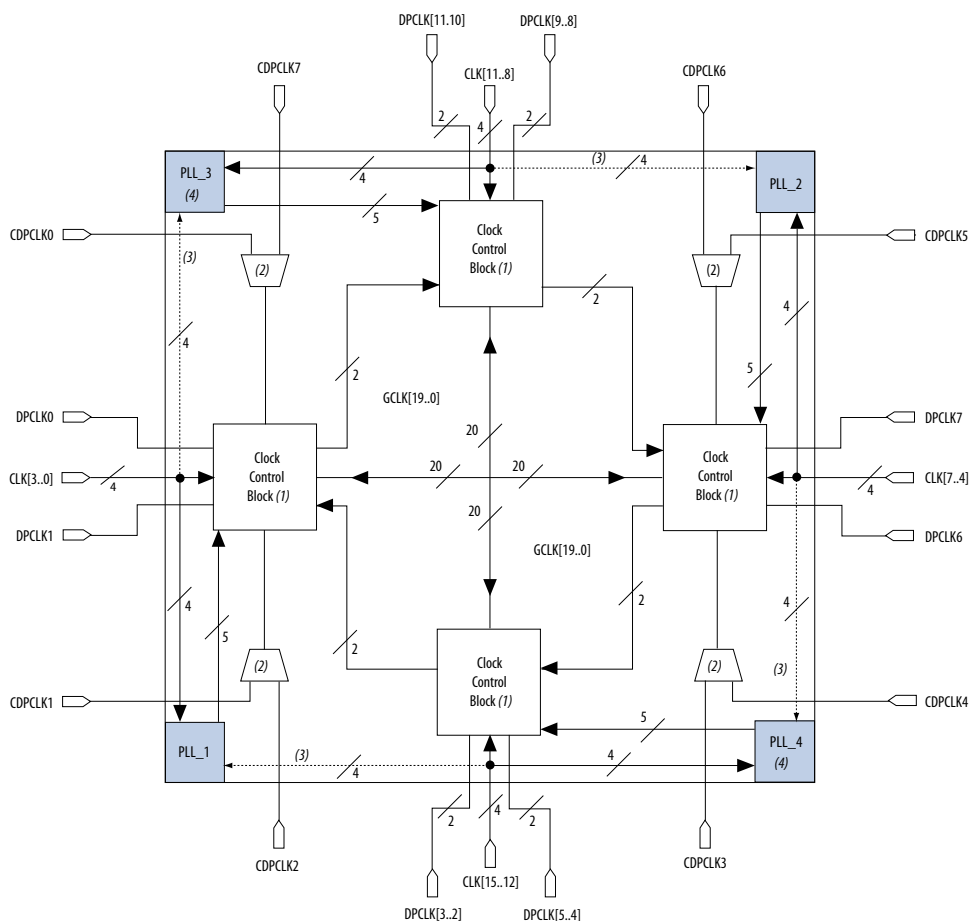 DPCLK[11.10]
DPCLK[9..8]
CDPCLK7
CLK[11..8]
CDPCLK6
2
4
2
(3)
4
4
PLL_3
(4)
PLL_2
5
CDPCLK0
(3)
(2)
Clock
Control
Block (1)
(2)
CDPCLK5
2
4
4
5
2
GCLK[19..0]
DPCLK0
20
DPCLK7
CLK[3..0]
4
Clock
Control
Block (1)
20
20
Clock
Control
Block (1)
4
CLK[7..4]
DPCLK1
20
DPCLK6
GCLK[19..0]
4
5
2
2
4
(2)
Clock
Control
Block (1)
(2)
(3)
CDPCLK1
CDPCLK4
5
PLL_1
(3)
4
4
PLL_4
(4)
2
4
2
CDPCLK2
CLK[15..12]
CDPCLK3
DPCLK[3..2]
DPCLK[5..4]